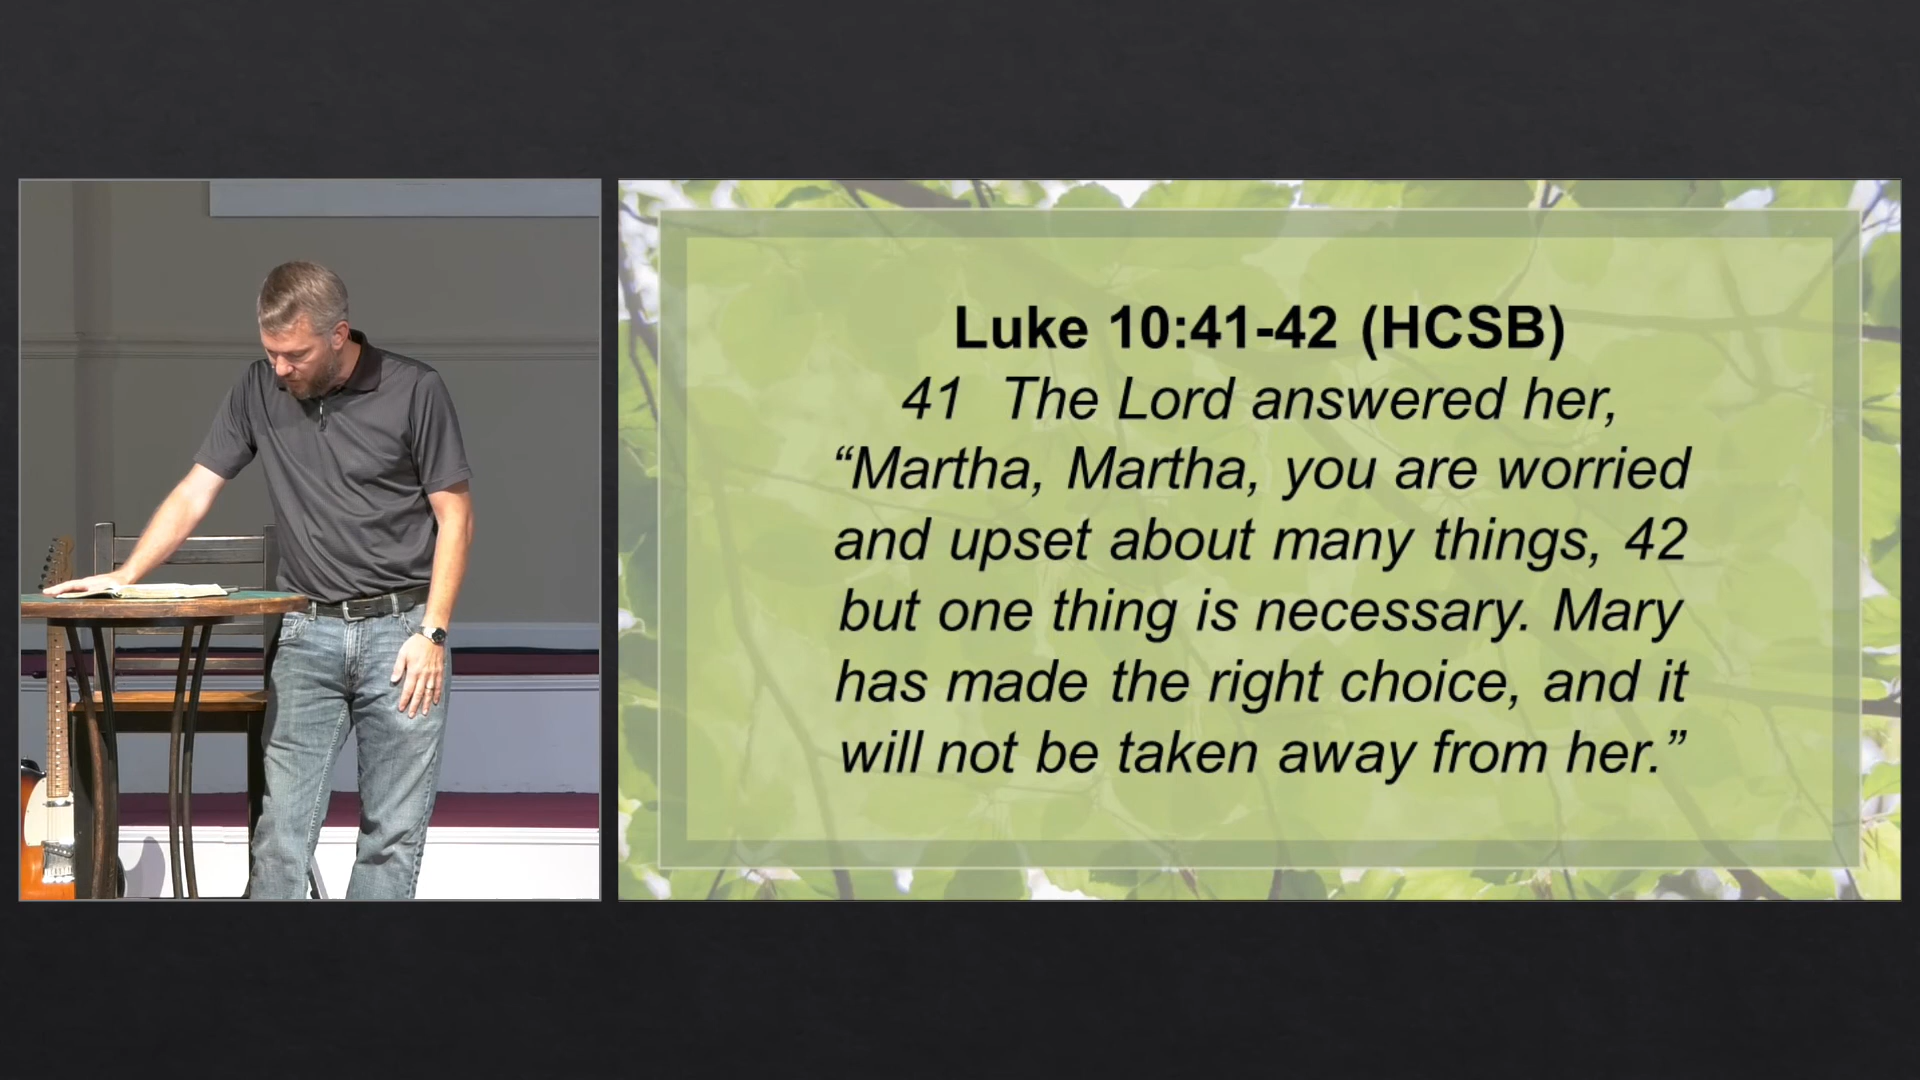 Luke 10:41-42 (HCSB)
41 The Lord answered her,
“Martha, Martha, you are worried
and upset about many things, 42
but one thing is necessary. Mary
has made the right choice, and it
will not be taken away from her.”